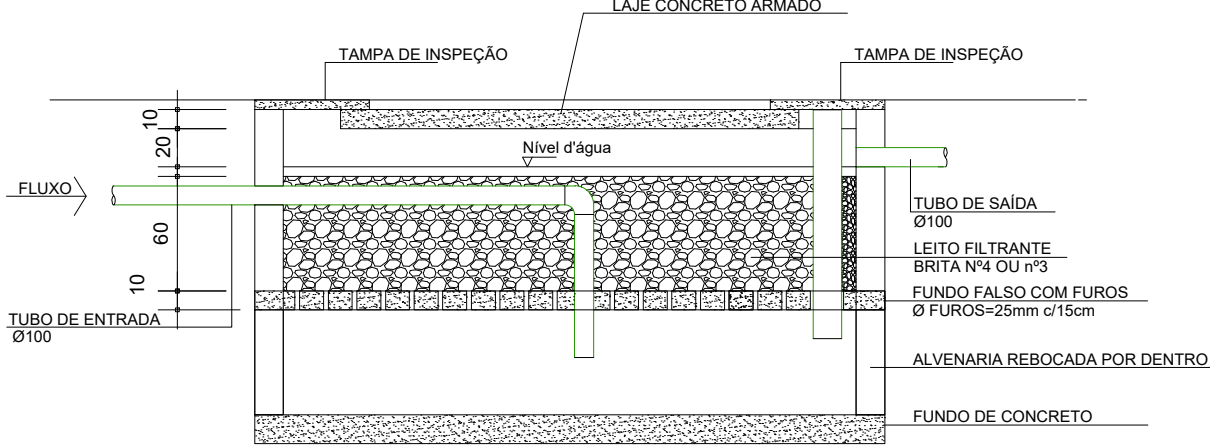 LAJE CONCRETO ARMADO
TAMPA DE INSPEÇÃO
TAMPA DE INSPEÇÃO
10
20
Nível d'água
FLUXO
60
TUBO DE SAÍDA
Ø100
LEITO FILTRANTE
BRITA Nº4 OU nº3
10
FUNDO FALSO COM FUROS
Ø FUROS=25mm c/15cm
TUBO DE ENTRADA
Ø100
ALVENARIA REBOCADA POR DENTRO
FUNDO DE CONCRETO